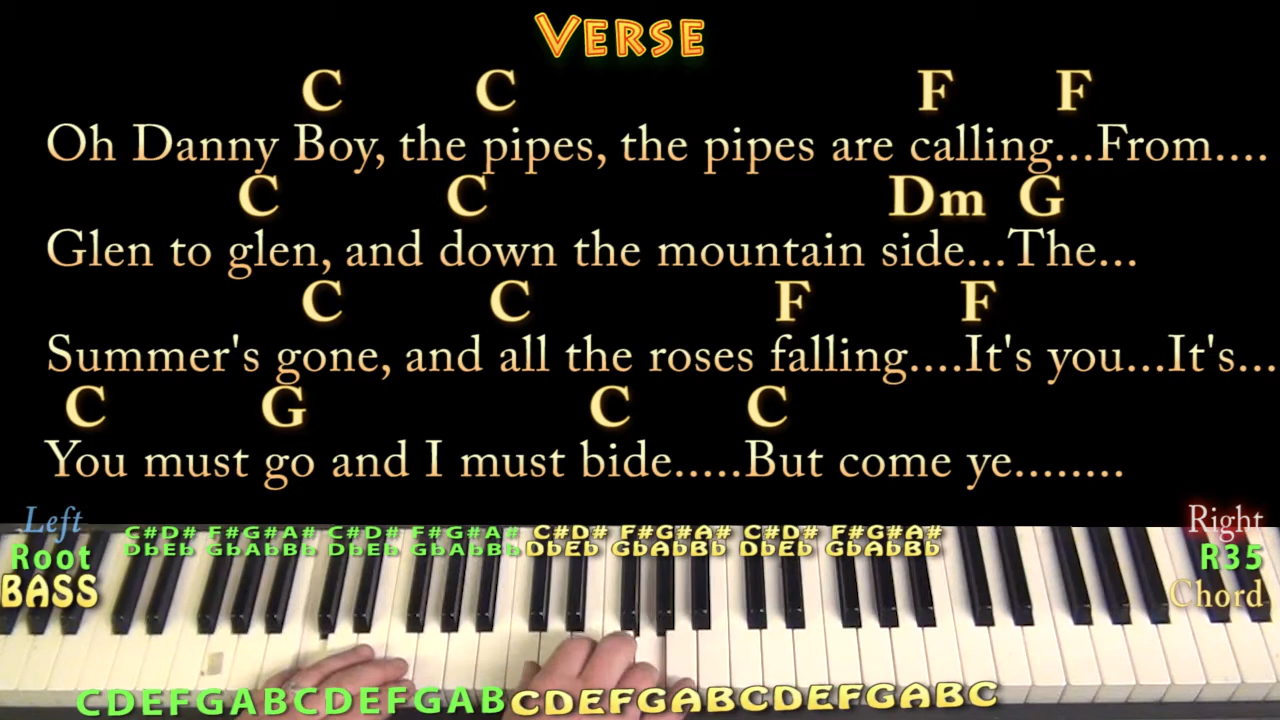 VERSE
C C F F
Oh Danny Boy, the pipes, the pipes are calling...From....
C C Dm G
Glen to glen, and down the mountain side...The...
C C F F
Summer's gone, and all the roses falling....It's you...It's...
C G C C
You must go and I must bide.....But come ye........
Left
Root
BASS
C#D# F#G#A# C#D# F#G#A# C#D# F#G#A# C#D# F#G#A#
DbEb GbAbBb DbEb GbAbBb DbEb GbAbBb DbEb GbAbBb
Right
R35
Chord
CDEFGABCDEFGABCDEFGABCDEFGABC